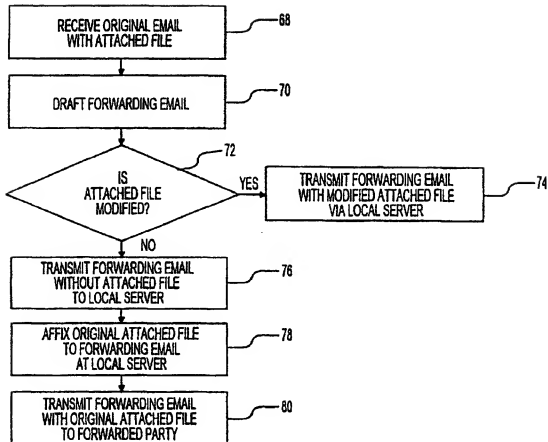 RECEIVE ORIGINAL EMAIL
WITH ATTACHED FILE
68
DRAFT FORWARDING EMAIL
70
72
IS
ATTACHED FILE
MODIFIED?
YES
TRANSMIT FORWARDING EMAIL
WITH MODIFIED ATTACHED FILE
VIA LOCAL SERVER
74
NO
TRANSMIT FORWARDING EMAIL
WITHOUT ATTACHED FILE
TO LOCAL SERVER
76
AFFIX ORIGINAL ATTACHED FILE
TO FORWARDING EMAIL
AT LOCAL SERVER
78
TRANSMIT FORWARDING EMAIL
WITH ORIGINAL ATTACHED FILE
TO FORWARDED PARTY
80